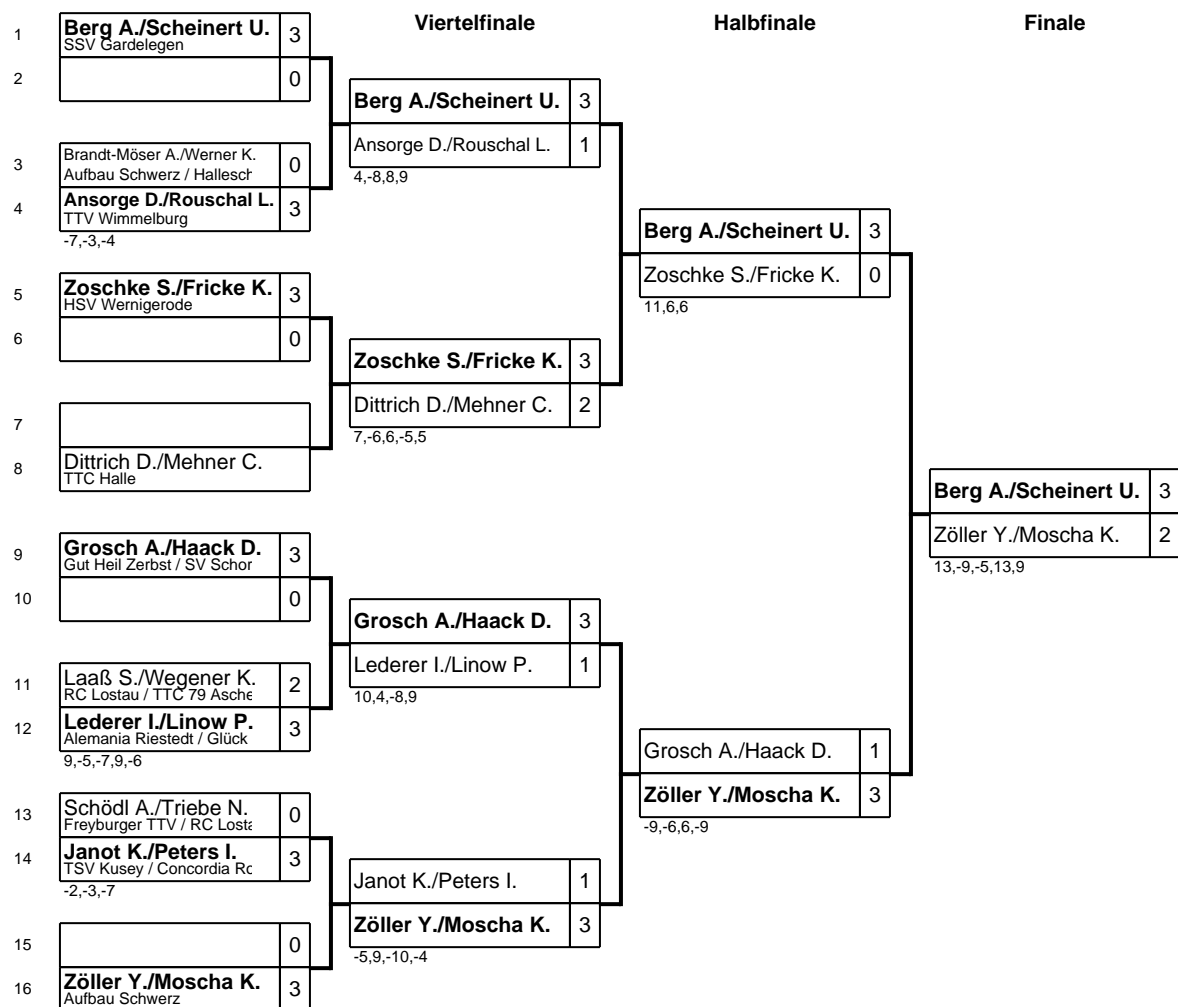 Viertelfinale
Halbfinale
Finale
1
Berg A./Scheinert U.
3
SSV Gardelegen
2
0
3
Brandt-Möser A./Werner K.
0
Aufbau Schwerz / Hallesch
4
Ansorge D./Rouschal L.
3
TTV Wimmelburg
-7,-3,-4
5
Zoschke S./Fricke K.
3
HSV Wernigerode
6
0
7
8
Dittrich D./Mehner C.
TTC Halle
9
Grosch A./Haack D.
3
Gut Heil Zerbst / SV Schor
10
0
11
Laaß S./Wegener K.
2
RC Lostau / TTC 79 Asche
12
Lederer I./Linow P.
3
Alemania Riestedt / Glück
9,-5,-7,9,-6
13
Schödl A./Triebe N.
0
Freyburger TTV / RC Losta
14
Janot K./Peters I.
3
TSV Kusey / Concordia Ro
-2,-3,-7
15
0
16
Zöller Y./Moscha K.
3
Aufbau Schwerz
Berg A./Scheinert U.
3
Ansorge D./Rouschal L.
1
4,-8,8,9
Zoschke S./Fricke K.
3
Dittrich D./Mehner C.
2
7,-6,6,-5,5
Grosch A./Haack D.
3
Lederer I./Linow P.
1
10,4,-8,9
Janot K./Peters I.
1
Zöller Y./Moscha K.
3
-5,9,-10,-4
Berg A./Scheinert U.
3
Zoschke S./Fricke K.
0
11,6,6
Grosch A./Haack D.
1
Zöller Y./Moscha K.
3
-9,-6,6,-9
Berg A./Scheinert U.
3
Zöller Y./Moscha K.
2
13,-9,-5,13,9